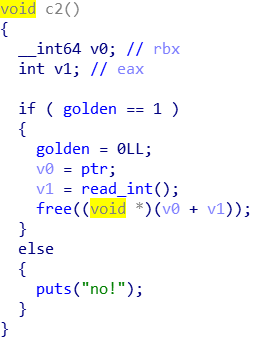 void c2()
{
  __int64 v0; // rbx
  int v1; // eax

  if ( golden == 1 )
  {
    golden = 0LL;
    v0 = ptr;
    v1 = read_int();
    free((void *)(v0 + v1));
  }
  else
  {
    puts("no!");
  }
}